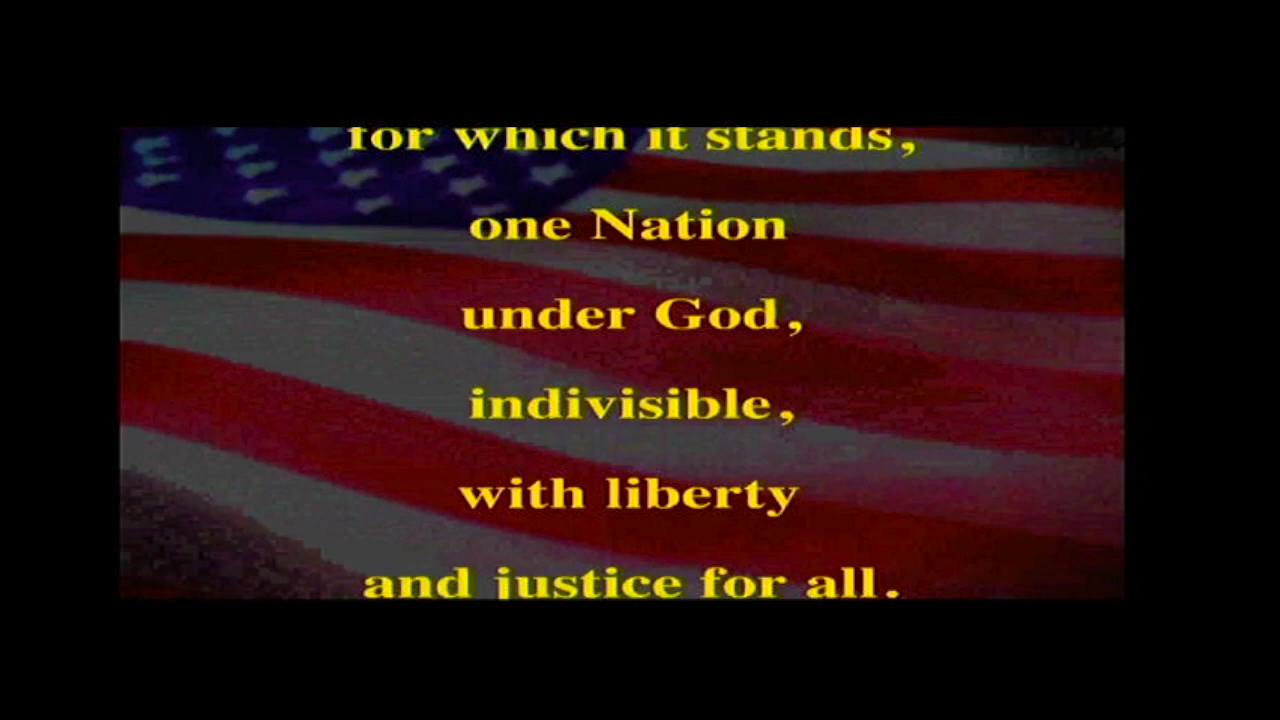 for which it stands,
one Nation
under God,
indivisible,
with liberty
and justice for all.